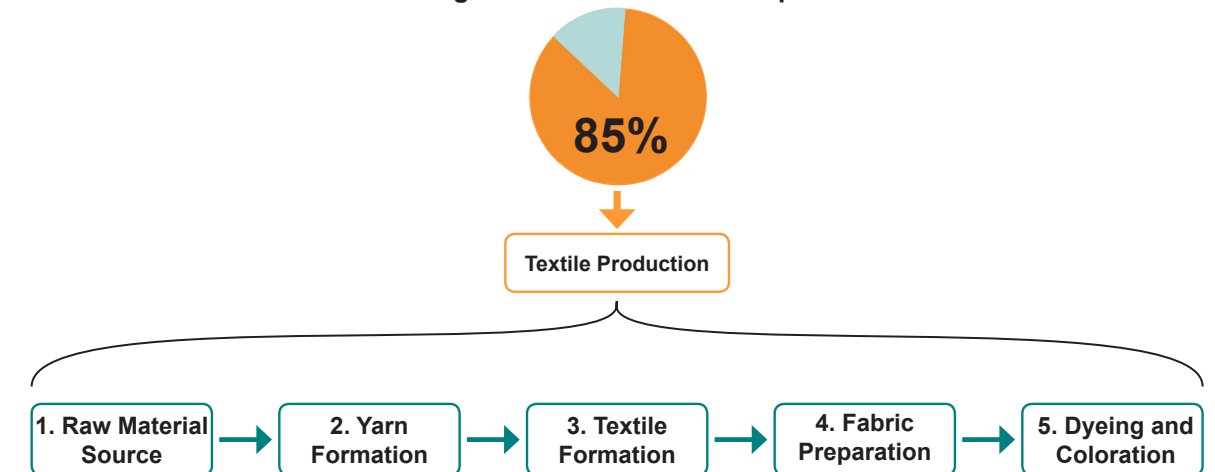 85%
Textile Production
1. Raw Material
Source
2. Yarn
Formation
3. Textile
Formation
4. Fabric
Preparation
5. Dyeing and
Coloration